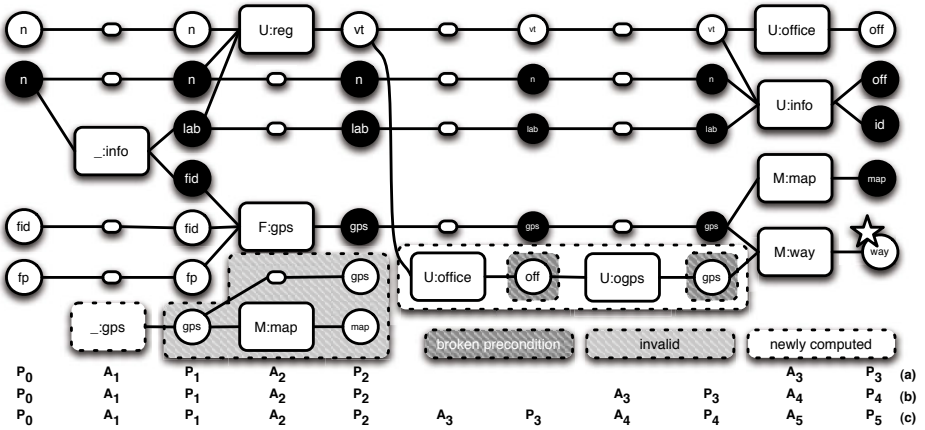 n n U:reg vt vt vt U:office off
n n n n n off
U:info
lab lab lab lab id
_:info
fid M:map map
fid fid F:gps gps gps gps
M:way way
fp fp gps U:office off U:ogps gps
_:gps gps M:map map
broken precondition invalid newly computed
P0 A1 P1 A2 P2 A3 P3 (a)
P0 A1 P1 A2 P2 A3 P3 A4 P4 (b)
P0 A1 P1 A2 P2 A3 P3 A4 P4 A5 P5 (c)